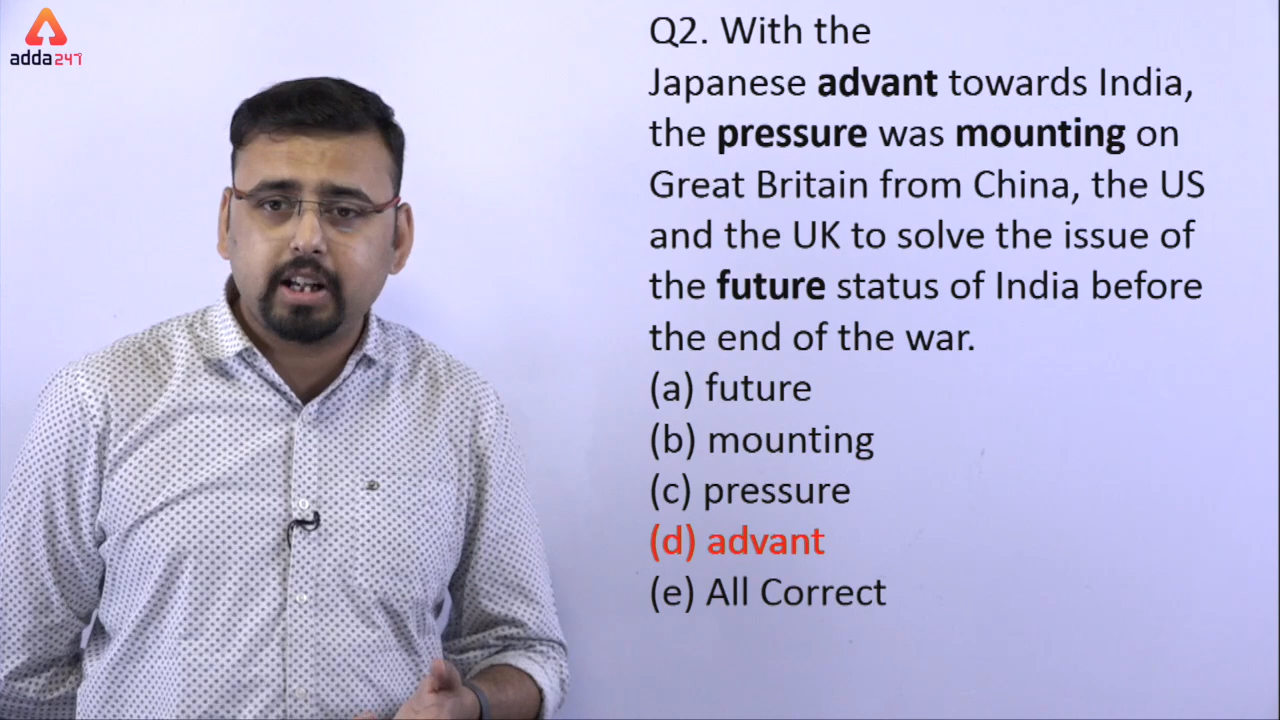 adda247
Q2. With the
Japanese advant towards India,
the pressure was mounting on
Great Britain from China, the US
and the UK to solve the issue of
the future status of India before
the end of the war.
(a) future
(b) mounting
(c) pressure
(d) advant
(e) All Correct